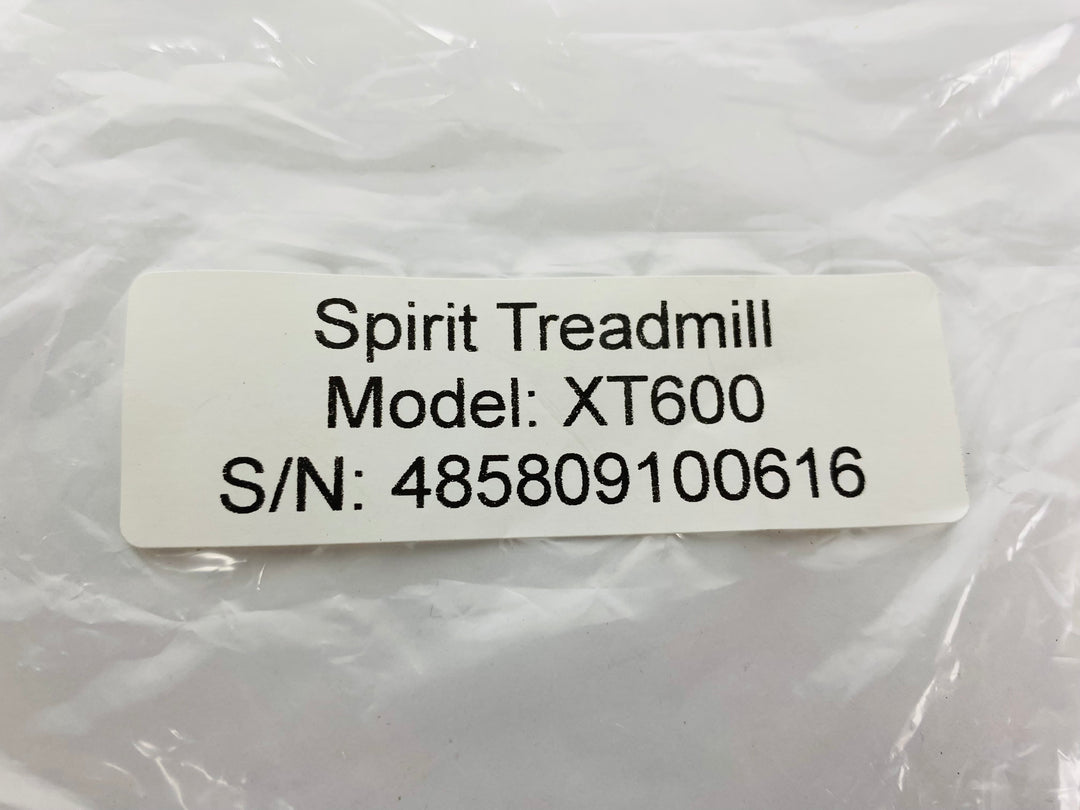 Spirit Treadmill
Model: XT600
S/N: 485809100616